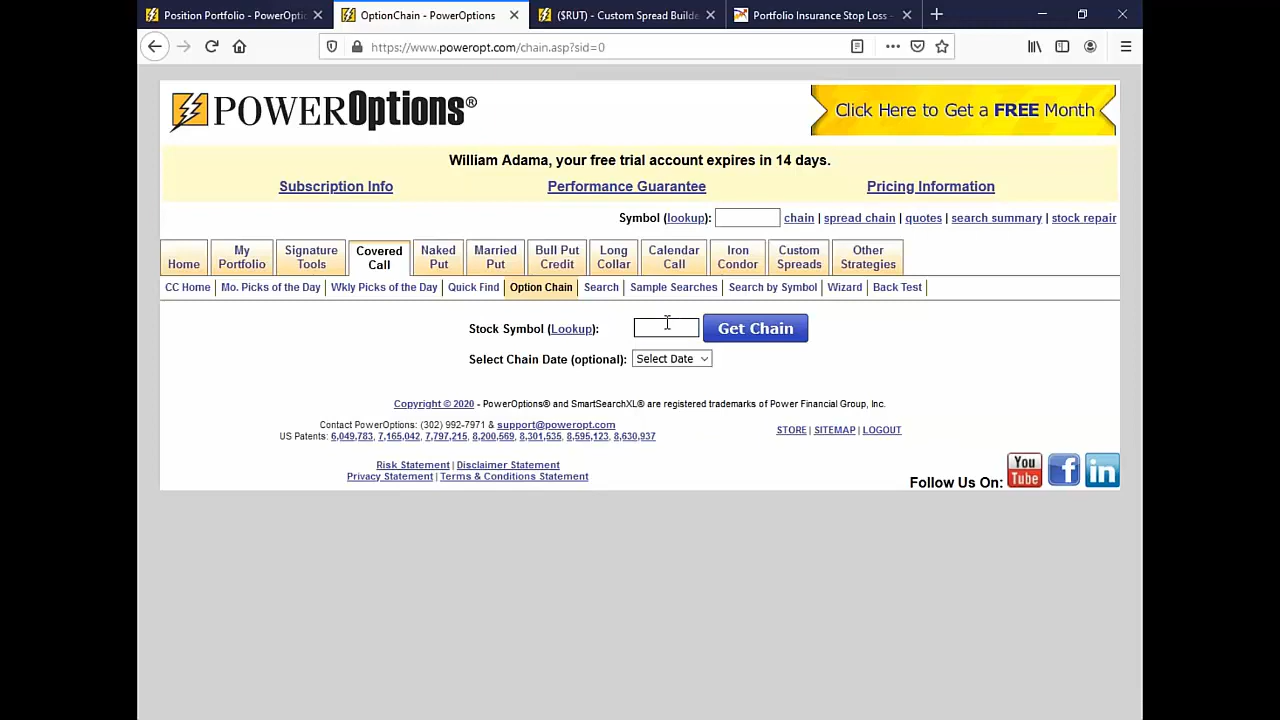 Position Portfolio - PowerOptic
OptionChain - PowerOptions
($RUT) - Custom Spread Builde
Portfolio Insurance Stop Loss -
https://www.poweropt.com/chain.asp?sid=0
POWEROptions®
Click Here to Get a FREE Month
William Adama, your free trial account expires in 14 days.
Subscription Info Performance Guarantee Pricing Information
Symbol (lookup): chain | spread chain | quotes | search summary | stock repair
Home
My Portfolio
Signature Tools
Covered Call
Naked Put
Married Put
Bull Put Credit
Long Collar
Calendar Call
Iron Condor
Custom Spreads
Other Strategies
CC Home | Mo. Picks of the Day | Wkly Picks of the Day | Quick Find | Option Chain | Search | Sample Searches | Search by Symbol | Wizard | Back Test |
Stock Symbol (Lookup): Get Chain
Select Chain Date (optional): Select Date
Copyright © 2020 - PowerOptions® and SmartSearchXL® are registered trademarks of Power Financial Group, Inc.
Contact PowerOptions: (302) 992-7971 & support@poweropt.com
US Patents: 6,049,783, 7,165,042, 7,797,215, 8,200,569, 8,301,535, 8,595,123, 8,630,937
STORE | SITEMAP | LOGOUT
Risk Statement | Disclaimer Statement
Privacy Statement | Terms & Conditions Statement
Follow Us On: You Tube f in